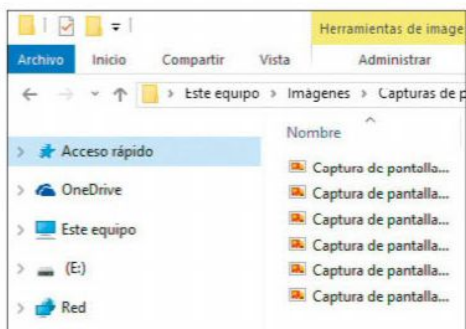 Herramientas de image
Archivo Inicio Compartir Vista Administrar
Este equipo > Imágenes > Capturas de p
Nombre
Acceso rápido
OneDrive
Este equipo
(E:)
Red
Captura de pantalla...
Captura de pantalla...
Captura de pantalla...
Captura de pantalla...
Captura de pantalla...
Captura de pantalla...